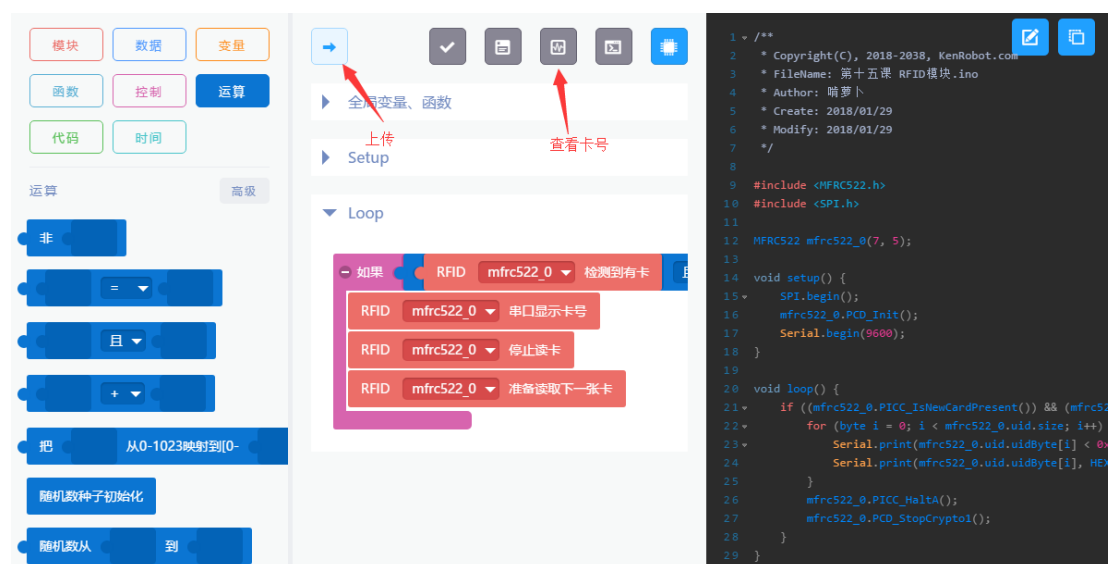 模块 数据 变量
函数 控制 运算
代码 时间
运算 高级
非
=
且
+
把 从0-1023映射到[0-
随机数种子初始化
随机数从 到
全局变量、函数
上传
查看卡号
Setup
Loop
如果 RFID mfrc522_0 检测到有卡
RFID mfrc522_0 串口显示卡号
RFID mfrc522_0 停止读卡
RFID mfrc522_0 准备读取下一张卡
1 /**
2 * Copyright(C), 2018-2038, KenRobot.com
3 * FileName: 第十五课 RFID模块.ino
4 * Author: 啃萝卜
5 * Create: 2018/01/29
6 * Modify: 2018/01/29
7 */
8
9 #include <MFRC522.h>
10 #include <SPI.h>
11
12 MFRC522 mfrc522_0(7, 5);
13
14 void setup() {
15 SPI.begin();
16 mfrc522_0.PCD_Init();
17 Serial.begin(9600);
18 }
19
20 void loop() {
21 if ((mfrc522_0.PICC_IsNewCardPresent()) && (mfrc52
22 for (byte i = 0; i < mfrc522_0.uid.size; i++)
23 Serial.print(mfrc522_0.uid.uidByte[i] < 0x
24 Serial.print(mfrc522_0.uid.uidByte[i], HEX
25 }
26 mfrc522_0.PICC_HaltA();
27 mfrc522_0.PCD_StopCrypto1();
28 }
29 }